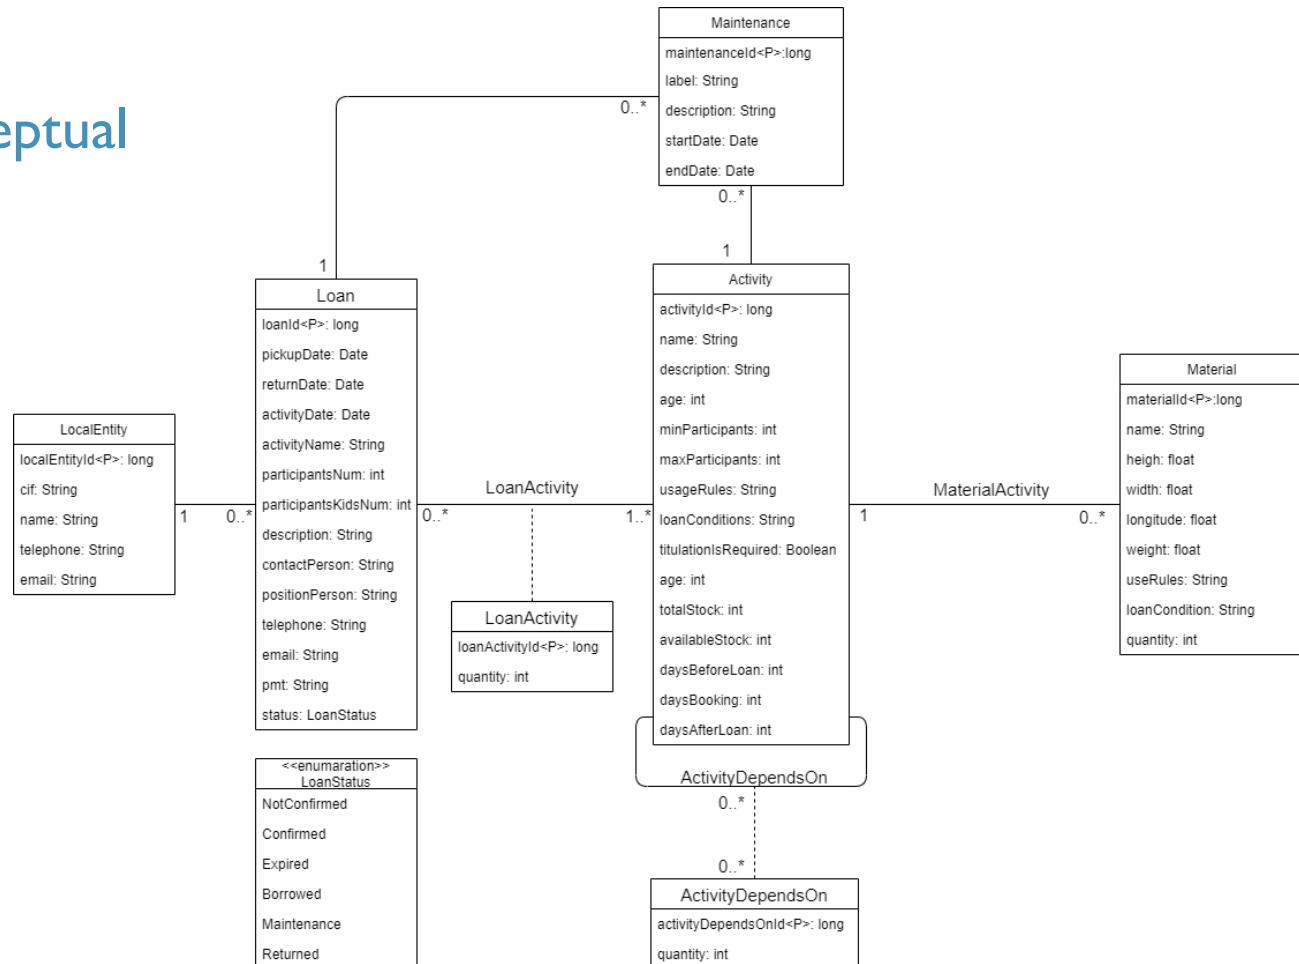 eptual
Maintenance
maintenanceId<P>:long
label: String
description: String
startDate: Date
endDate: Date
0..*
0..*
1
1
Loan
loanId<P>: long
pickupDate: Date
returnDate: Date
activityDate: Date
activityName: String
participantsNum: int
participantsKidsNum: int
description: String
contactPerson: String
positionPerson: String
telephone: String
email: String
pmt: String
status: LoanStatus
Activity
activityId<P>: long
name: String
description: String
age: int
minParticipants: int
maxParticipants: int
usageRules: String
loanConditions: String
titulationIsRequired: Boolean
age: int
totalStock: int
availableStock: int
daysBeforeLoan: int
daysBooking: int
daysAfterLoan: int
Material
materialId<P>:long
name: String
heigh: float
width: float
longitude: float
weight: float
useRules: String
loanCondition: String
quantity: int
LocalEntity
localEntityId<P>: long
cif: String
name: String
telephone: String
email: String
1
0..*
LoanActivity
0..*
1..*
MaterialActivity
1
0..*
LoanActivity
loanActivityId<P>: long
quantity: int
<<enumaration>>
LoanStatus
NotConfirmed
Confirmed
Expired
Borrowed
Maintenance
Returned
ActivityDependsOn
0..*
0..*
ActivityDependsOn
activityDependsOnId<P>: long
quantity: int